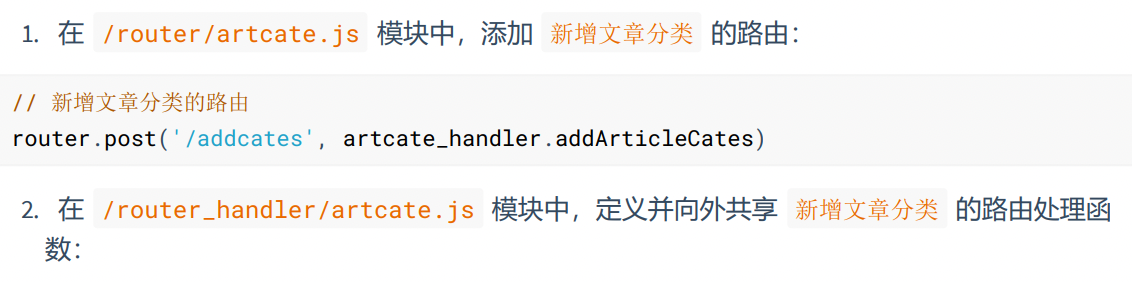 1. 在 /router/artcate.js 模块中，添加 新增文章分类 的路由：
// 新增文章分类的路由
router.post('/addcates', artcate_handler.addArticleCates)
2. 在 /router_handler/artcate.js 模块中，定义并向外共享 新增文章分类 的路由处理函
数：